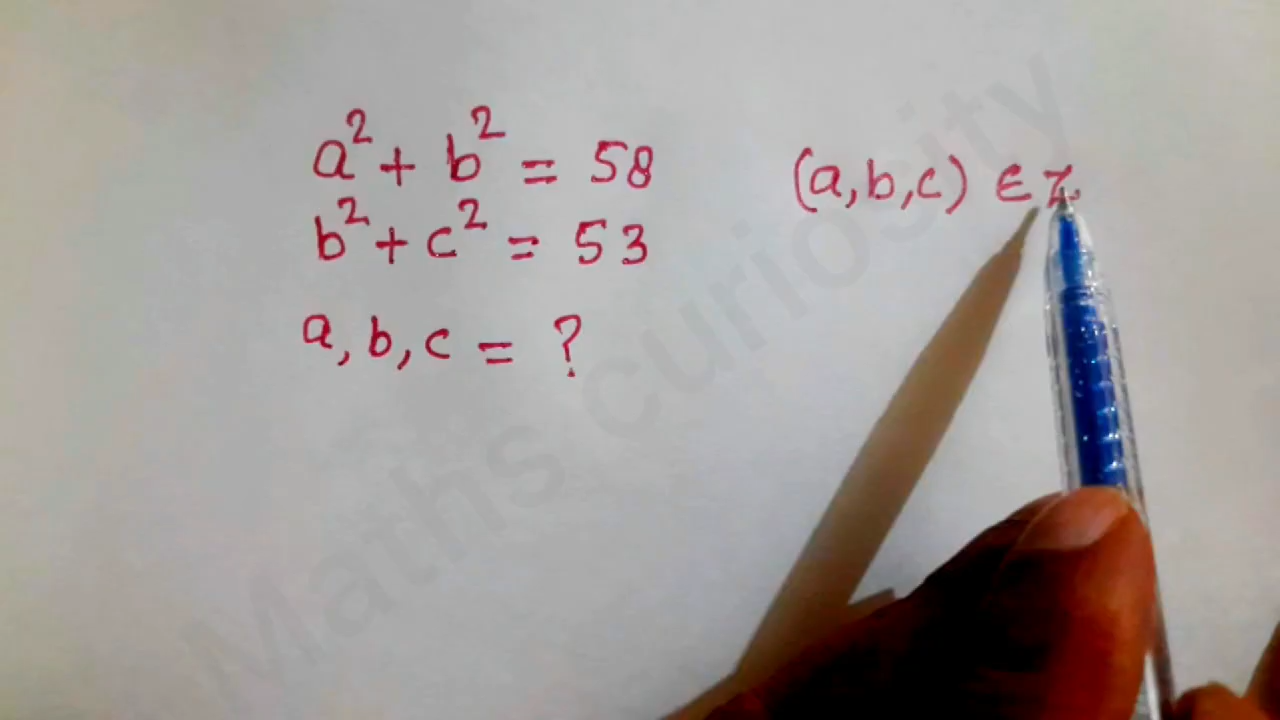 a² + b² = 58
b² + c² = 53
a, b, c = ?
(a, b, c) ∈ Z
Maths curiosity